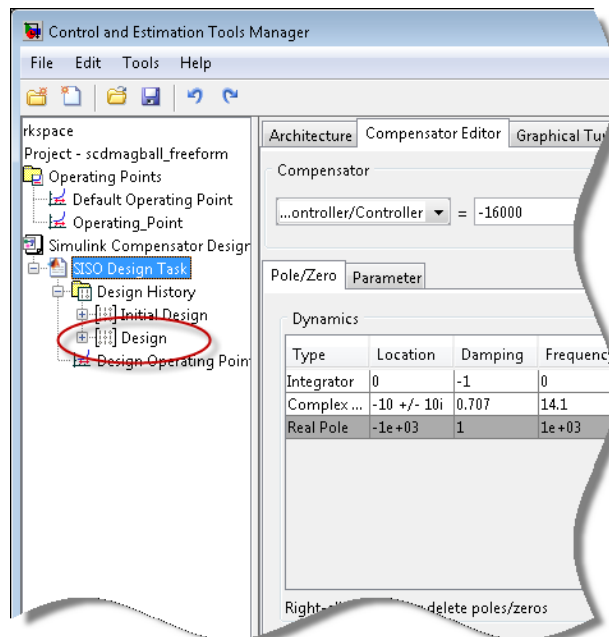 Control and Estimation Tools Manager
File Edit Tools Help
rkspace
Project - scdmagball_freeform
Operating Points
Default Operating Point
Operating_Point
Simulink Compensator Desigr
SISO Design Task
Design History
Initial Design
Design
Design Operating Poin
Architecture Compensator Editor Graphical Tu
Compensator
...ontroller/Controller = -16000
Pole/Zero Parameter
Dynamics
Type Location Damping Frequency
Integrator 0 -1 0
Complex ... -10 +/- 10i 0.707 14.1
Real Pole -1e+03 1 1e+03
delete poles/zeros